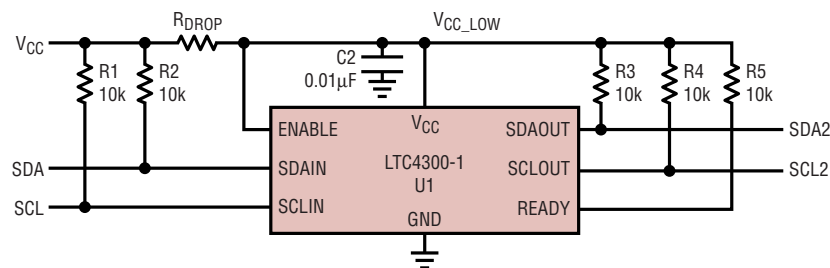 RDROP
VCC
VCC_LOW
R1
10k
R2
10k
C2
0.01µF
R3
10k
R4
10k
R5
10k
ENABLE
VCC
SDAOUT
SDA2
SDA
SDAIN
LTC4300-1
U1
SCLOUT
SCL2
SCL
SCLIN
GND
READY